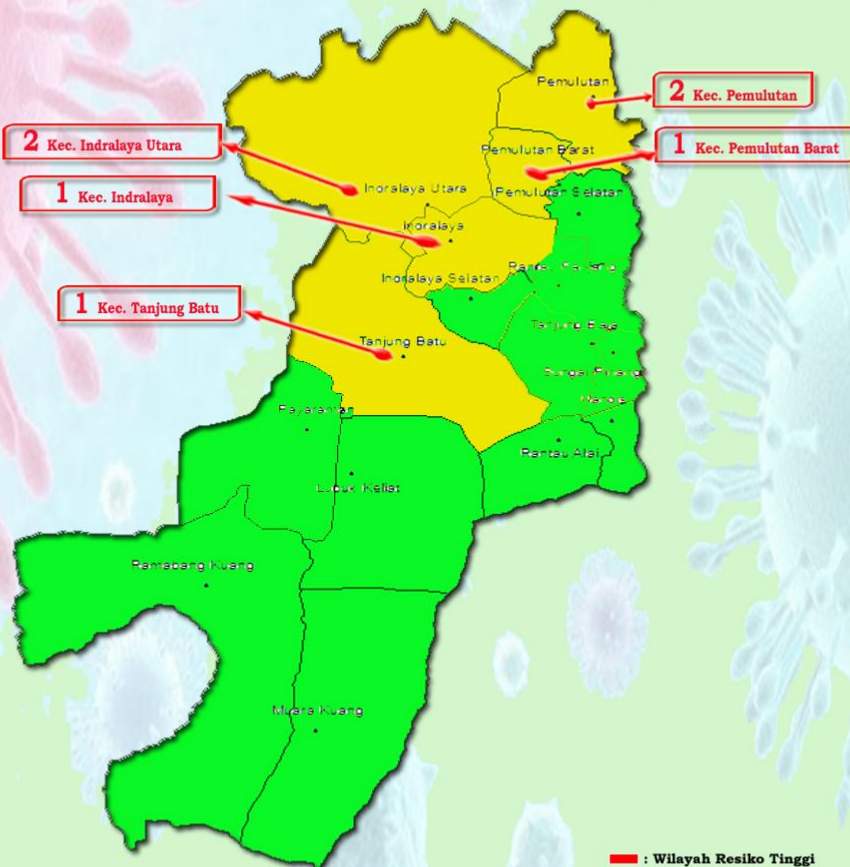 Pemulutan
2 Kec. Pemulutan
2 Kec. Indralaya Utara
Pemulutan Barat
1 Kec. Pemulutan Barat
1 Kec. Indralaya
Indralaya Utara
Pemulutan Selatan
Indralaya
Indralaya Selatan
1 Kec. Tanjung Batu
Tanjung Batu
Payaraman
Rantau Alai
Lubuk Keliat
Ramabang Kuang
Muara Kuang
: Wilayah Resiko Tinggi